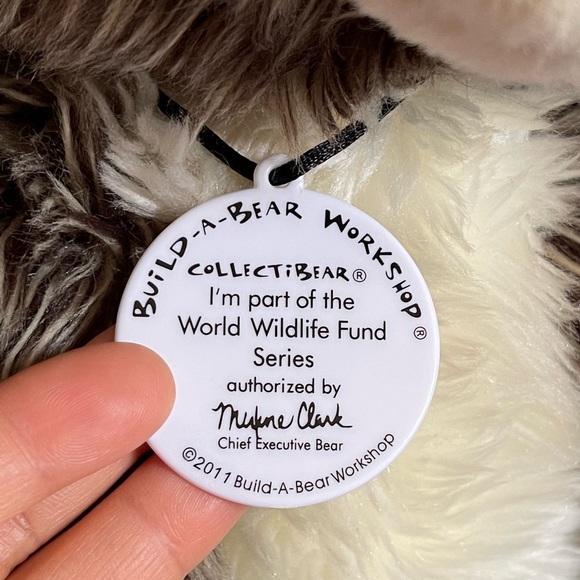 BUILD-A-BEAR WORKSHOP®
COLLECTIBEAR®
I'm part of the
World Wildlife Fund
Series
authorized by
Maxine Clark
Chief Executive Bear
©2011 Build-A-Bear Workshop